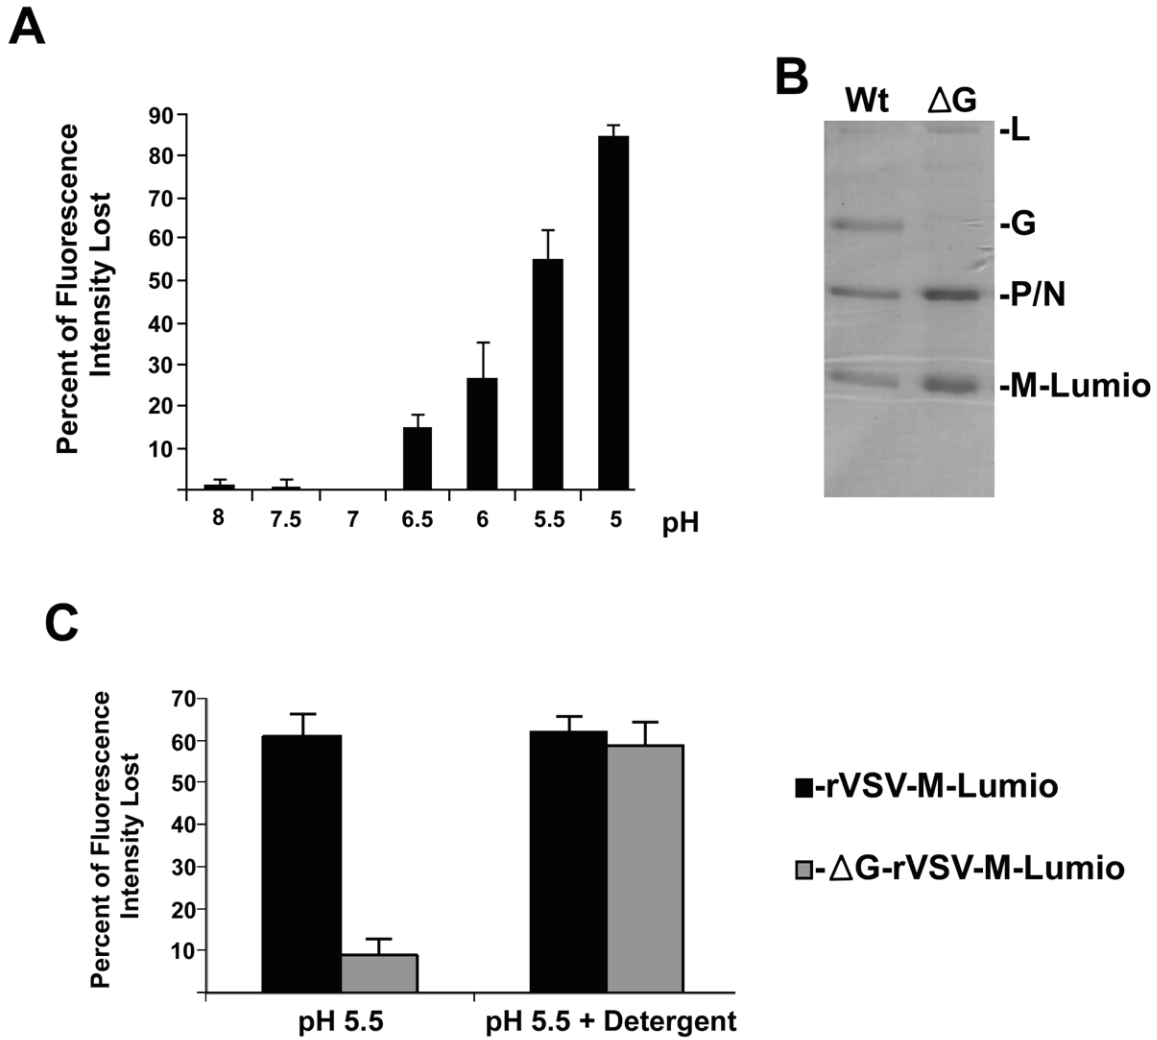 A
Percent of Fluorescence
Intensity Lost
90
80
70
60
50
40
30
20
10
8 7.5 7 6.5 6 5.5 5 pH
B
Wt △G
-L
-G
-P/N
-M-Lumio
C
Percent of Fluorescence
Intensity Lost
70
60
50
40
30
20
10
pH 5.5 pH 5.5 + Detergent
-rVSV-M-Lumio
-△G-rVSV-M-Lumio